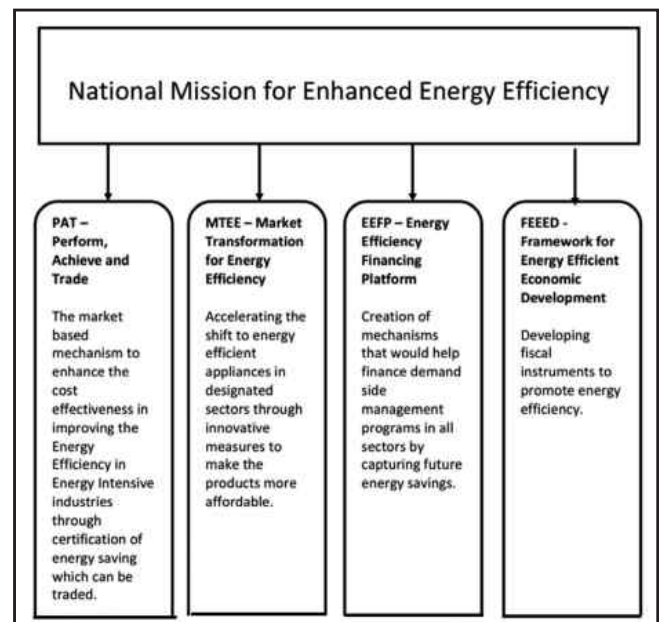 National Mission for Enhanced Energy Efficiency
PAT –
Perform,
Achieve and
Trade
The market
based
mechanism to
enhance the
cost
effectiveness in
improving the
Energy
Efficiency in
Energy Intensive
industries
through
certification of
energy saving
which can be
traded.
MTEE – Market
Transformation
for Energy
Efficiency
Accelerating the
shift to energy
efficient
appliances in
designated
sectors through
innovative
measures to
make the
products more
affordable.
EEFP – Energy
Efficiency
Financing
Platform
Creation of
mechanisms
that would help
finance demand
side
management
programs in all
sectors by
capturing future
energy savings.
FEEED -
Framework for
Energy Efficient
Economic
Development
Developing
fiscal
instruments to
promote energy
efficiency.